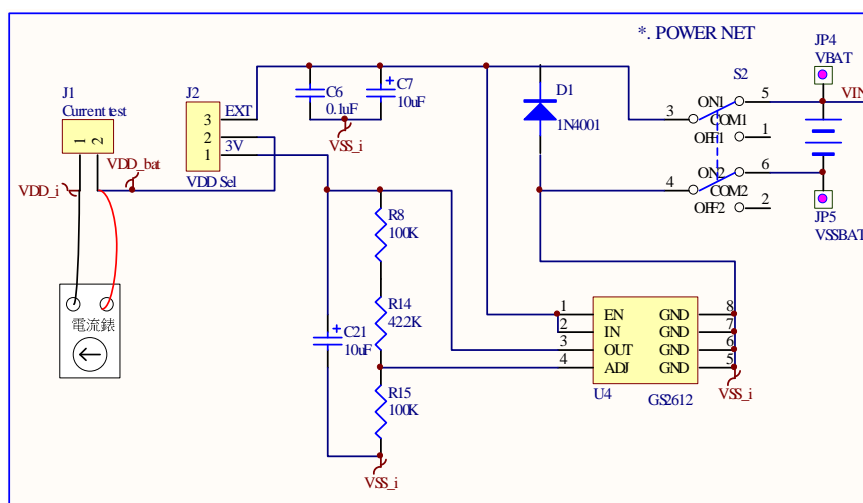 *. POWER NET
J1
Current test
1
2
VDD_i
VDD_bat
電流錶
J2
EXT
3
2
1
3V
VDD Sel
C6
0.1uF
C7
10uF
VSS_i
R8
100K
R14
42.2K
R15
100K
C21
10uF
VSS_i
D1
1N4001
S2
ON1
COM1
OFF1
ON2
COM2
OFF2
3
5
1
4
6
2
JP4
VBAT
VIN
JP5
VSSBAT
1
2
3
4
EN
IN
OUT
ADJ
GND
GND
GND
GND
8
7
6
5
U4
GS2612
VSS_i